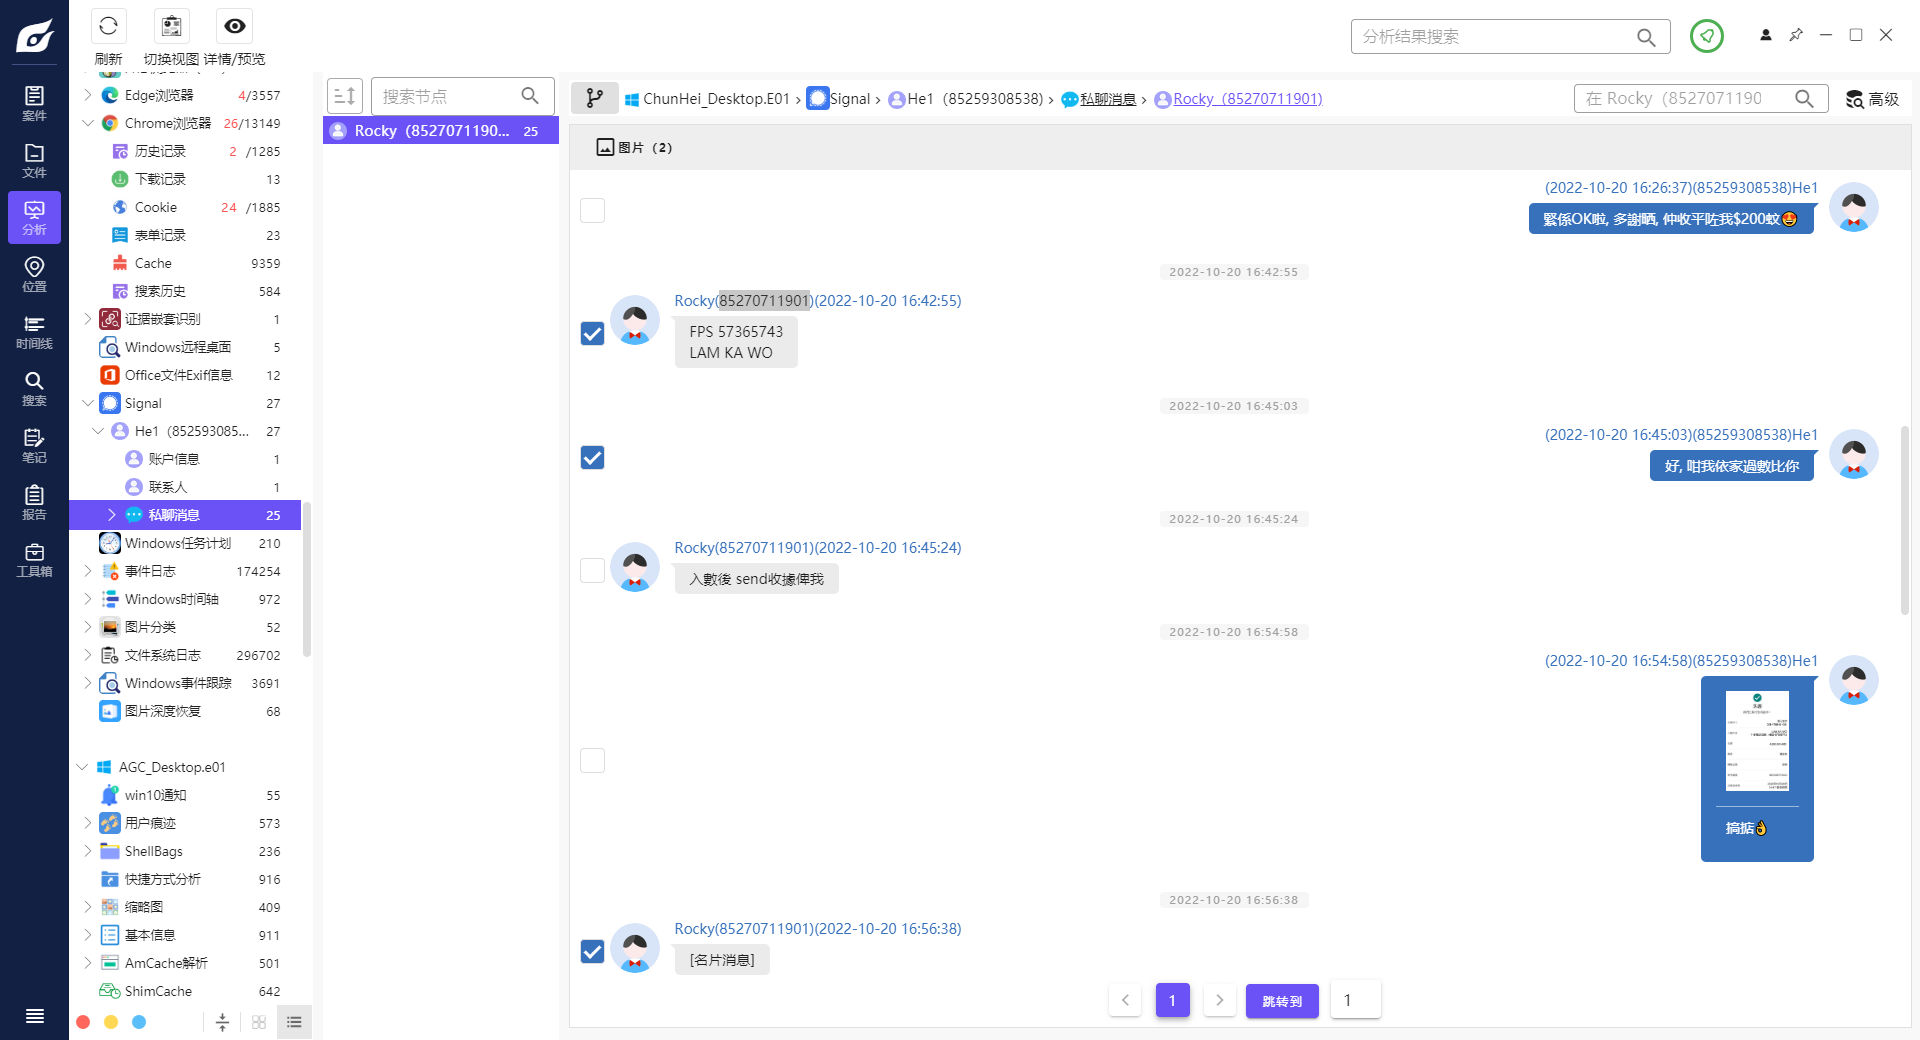 刷新
切换视图
详情/预览
分析结果搜索
案件
文件
分析
位置
时间线
搜索
笔记
报告
工具箱
Edge浏览器 4/3557
Chrome浏览器 26/13149
历史记录 2 /1285
下载记录 13
Cookie 24 /1885
表单记录 23
Cache 9359
搜索历史 584
证据嵌套识别 1
Windows远程桌面 5
Office文件Exif信息 12
Signal 27
He1（852593085... 27
账户信息 1
联系人 1
私聊消息 25
Windows任务计划 210
事件日志 174254
Windows时间轴 972
图片分类 52
文件系统日志 296702
Windows事件跟踪 3691
图片深度恢复 68
AGC_Desktop.e01
win10通知 55
用户痕迹 573
ShellBags 236
快捷方式分析 916
缩略图 409
基本信息 911
AmCache解析 501
ShimCache 642
搜索节点
Rocky（8527071190... 25
ChunHei_Desktop.E01 › Signal › He1（85259308538) › 私聊消息 › Rocky（85270711901)
在 Rocky（8527071190
高级
图片（2）
(2022-10-20 16:26:37)(85259308538)He1
緊係OK啦, 多謝晒, 仲收平咗我$200蚊🤩
2022-10-20 16:42:55
Rocky(85270711901)(2022-10-20 16:42:55)
FPS 57365743
LAM KA WO
2022-10-20 16:45:03
(2022-10-20 16:45:03)(85259308538)He1
好, 咁我依家過數比你
2022-10-20 16:45:24
Rocky(85270711901)(2022-10-20 16:45:24)
入數後 send收據俾我
2022-10-20 16:54:58
(2022-10-20 16:54:58)(85259308538)He1
搞掂👌
2022-10-20 16:56:38
Rocky(85270711901)(2022-10-20 16:56:38)
[名片消息]
1
跳转到
1